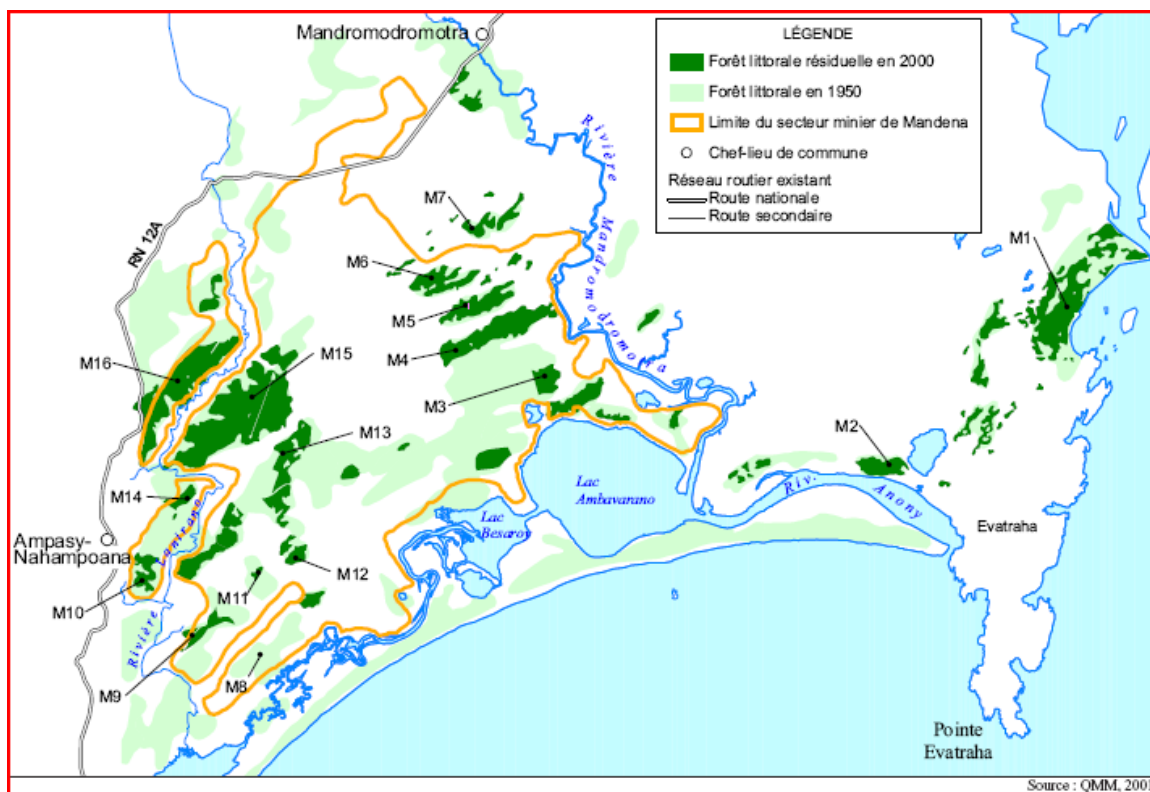 Mandromodromotra
LÉGENDE
Forêt littorale résiduelle en 2000
Forêt littorale en 1950
Limite du secteur minier de Mandena
Chef-lieu de commune
Réseau routier existant
Route nationale
Route secondaire
Rivière Mandromodromotra
RN 12A
M7
M6
M5
M4
M3
M1
M2
M16
M15
M13
M14
Ampasy-
Nahampoana
Rivière Lanirano
M10
M11
M12
M9
M8
Lac
Ambavarano
Lac
Besaroy
Riv. Anony
Evatraha
Pointe
Evatraha
Source : QMM, 2001